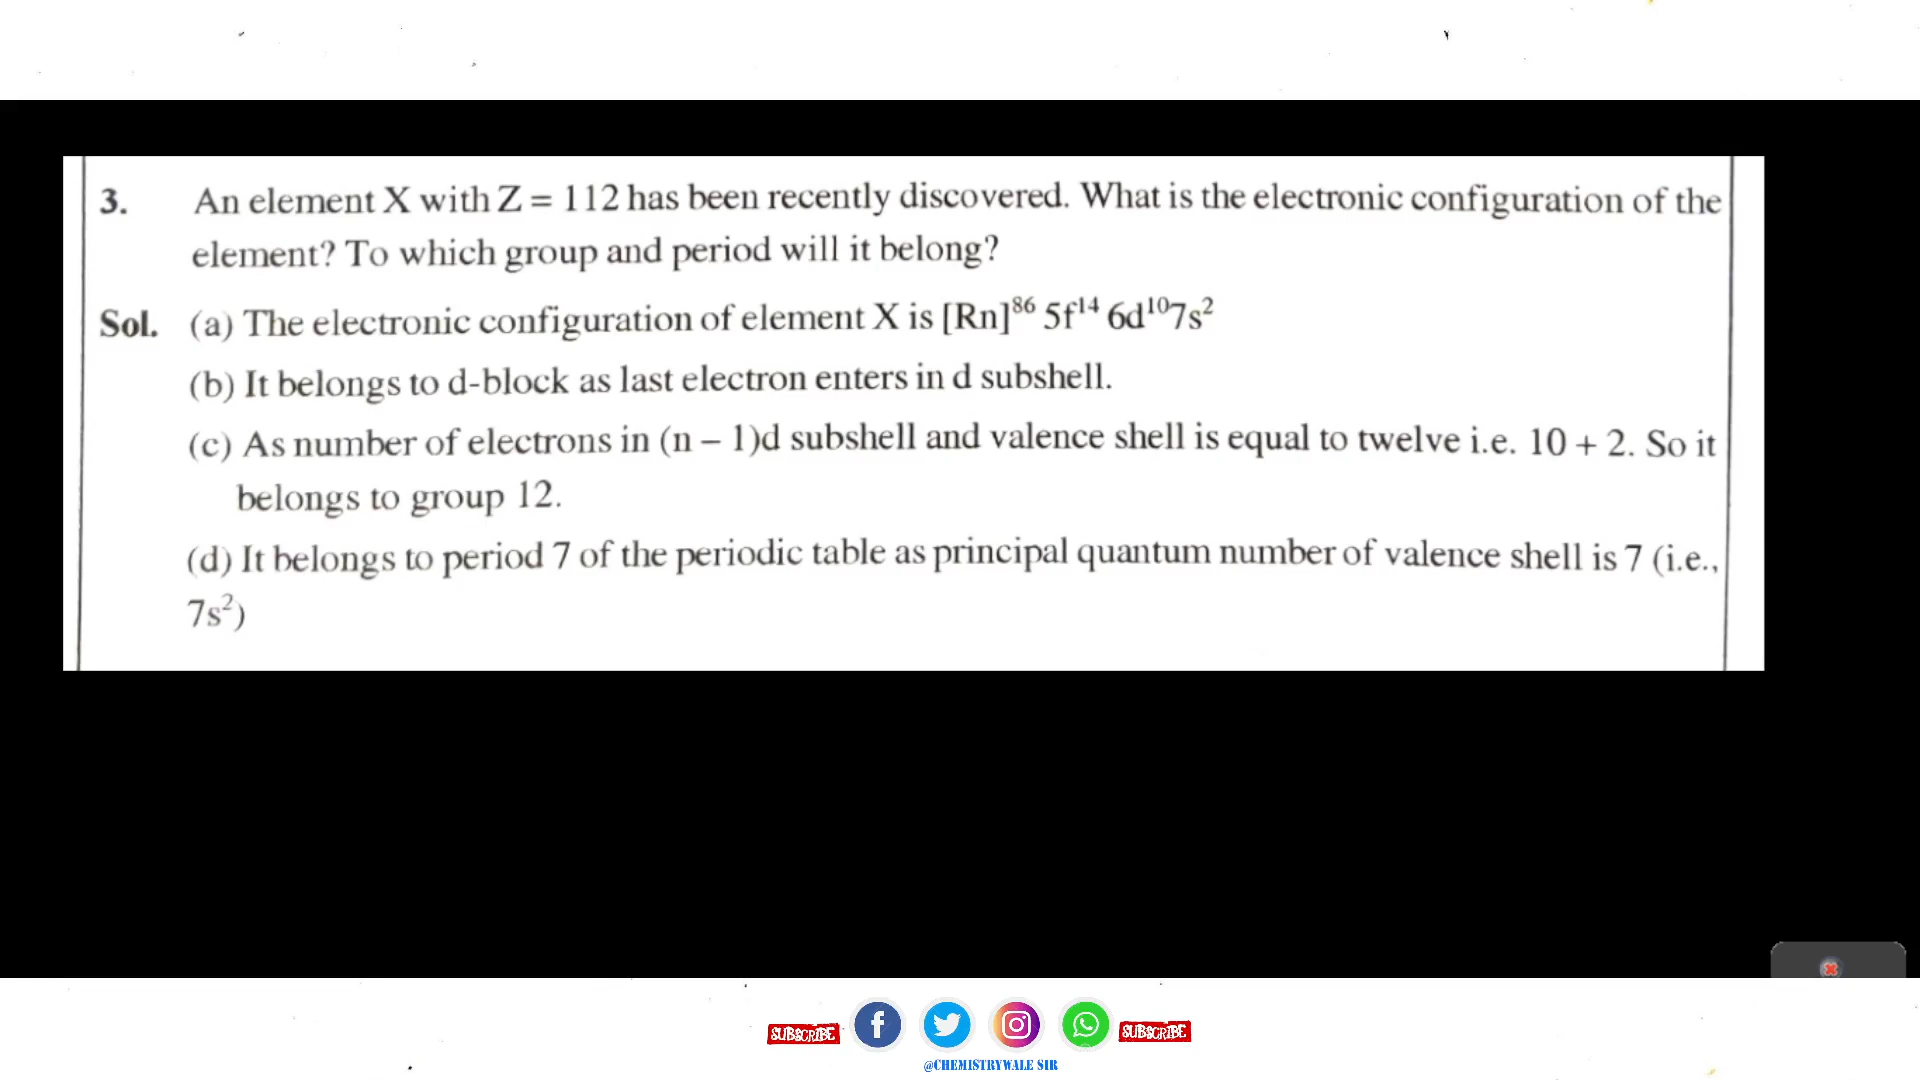 3. An element X with Z = 112 has been recently discovered. What is the electronic configuration of the
element? To which group and period will it belong?
Sol. (a) The electronic configuration of element X is [Rn]⁸⁶ 5f¹⁴ 6d¹⁰7s²
(b) It belongs to d-block as last electron enters in d subshell.
(c) As number of electrons in (n – 1)d subshell and valence shell is equal to twelve i.e. 10 + 2. So it
belongs to group 12.
(d) It belongs to period 7 of the periodic table as principal quantum number of valence shell is 7 (i.e.,
7s²)
SUBSCRIBE SUBSCRIBE
@CHEMISTRYWALE SIR